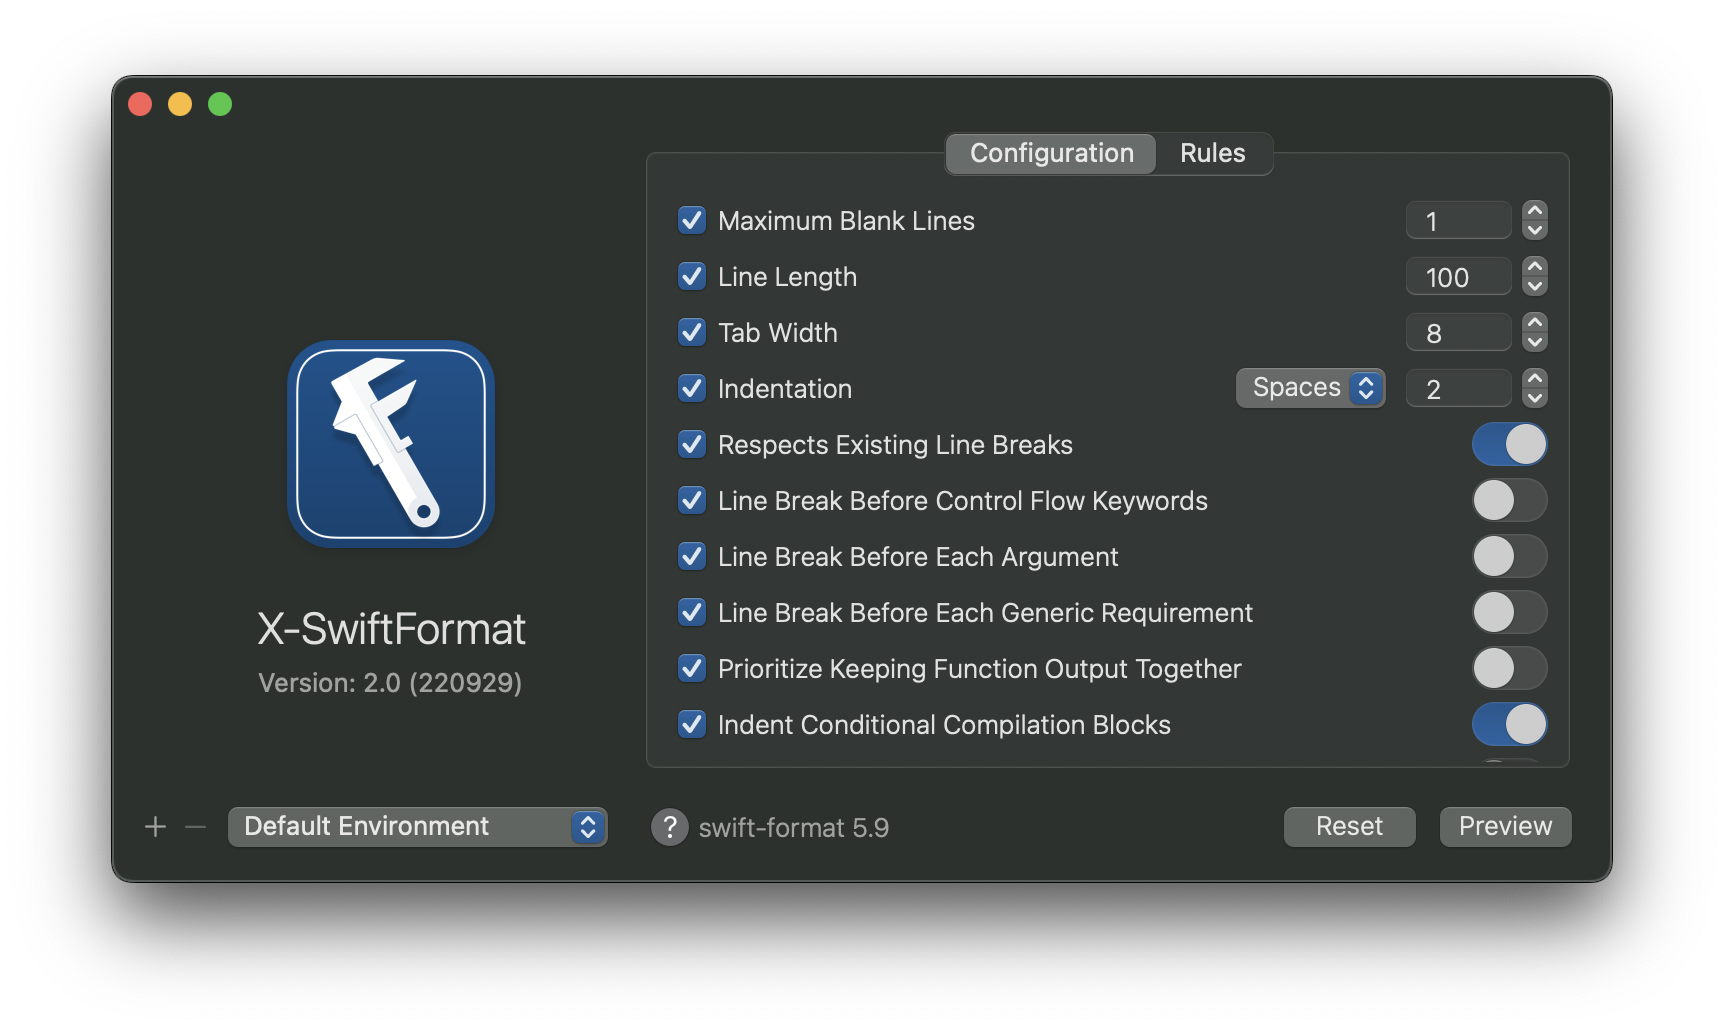 Configuration Rules
Maximum Blank Lines 1
Line Length 100
Tab Width 8
Indentation Spaces 2
Respects Existing Line Breaks
Line Break Before Control Flow Keywords
Line Break Before Each Argument
Line Break Before Each Generic Requirement
Prioritize Keeping Function Output Together
Indent Conditional Compilation Blocks
X-SwiftFormat
Version: 2.0 (220929)
Default Environment ? swift-format 5.9 Reset Preview